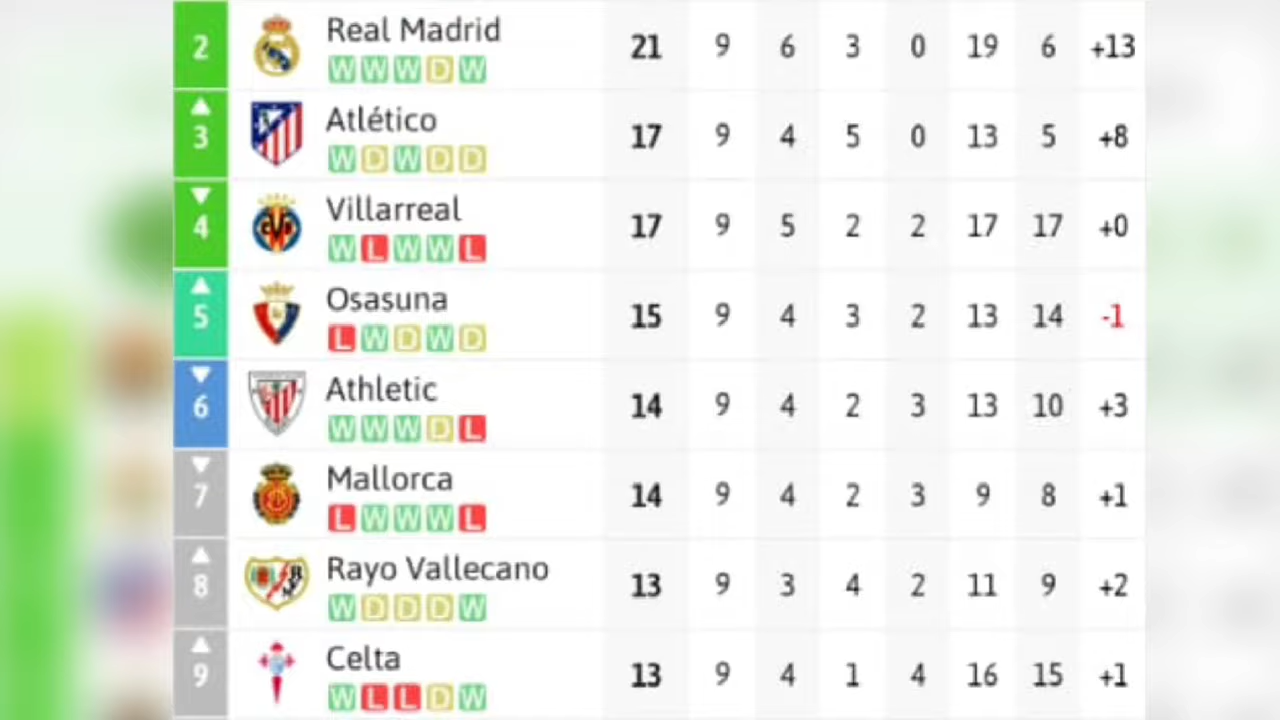 2 Real Madrid 21 9 6 3 0 19 6 +13
W W W D W
3 Atlético 17 9 4 5 0 13 5 +8
W D W D D
4 Villarreal 17 9 5 2 2 17 17 +0
W L W W L
5 Osasuna 15 9 4 3 2 13 14 -1
L W D W D
6 Athletic 14 9 4 2 3 13 10 +3
W W W D L
7 Mallorca 14 9 4 2 3 9 8 +1
L W W W L
8 Rayo Vallecano 13 9 3 4 2 11 9 +2
W D D D W
9 Celta 13 9 4 1 4 16 15 +1
W L L D W